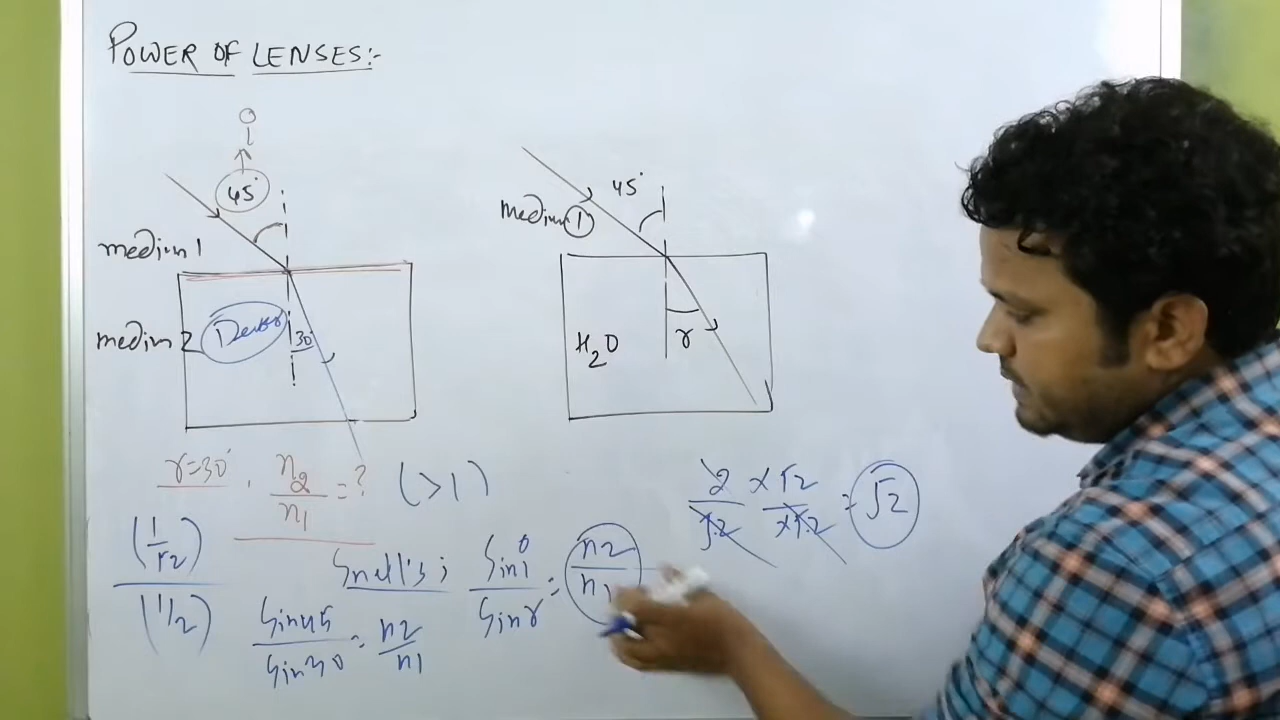 POWER OF LENSES:-
i
45°
medium 1
medium 2
Denser
30°
45°
Medium 1
H2O
r
r=30°, n2/n1 = ? (>1)
(1/√2) / (1/2)
Snell's ; Sin i / Sin r = n2/n1
Sin45 / Sin30 = n2/n1
2/√2 × √2/√2 = √2